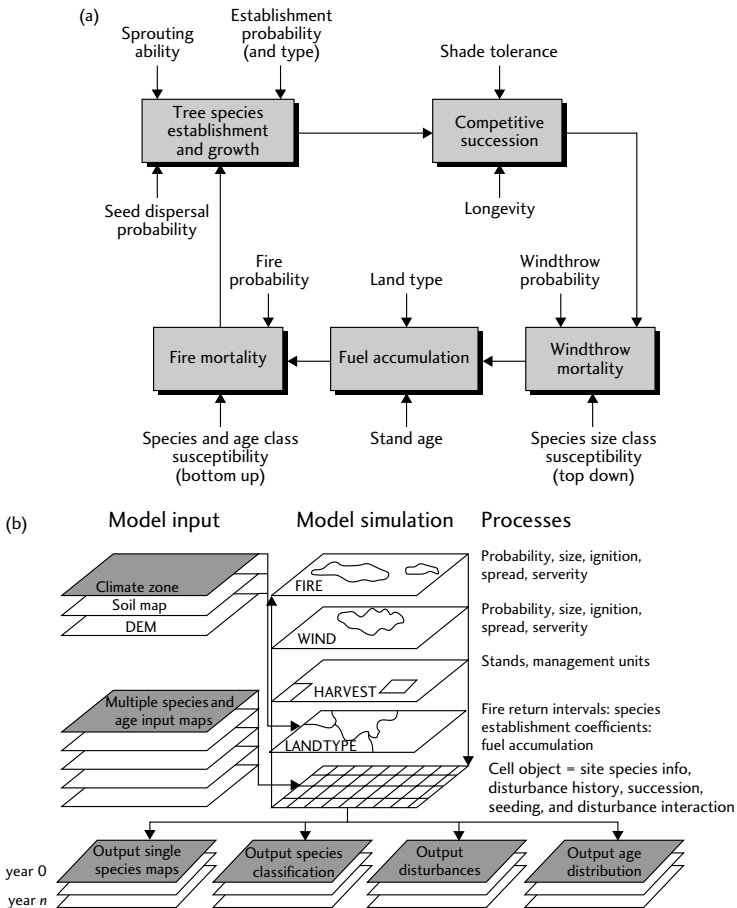 (a)
Sprouting
ability
Establishment
probability
(and type)
Shade tolerance
Tree species
establishment
and growth
Competitive
succession
Seed dispersal
probability
Longevity
Fire
probability
Land type
Windthrow
probability
Fire mortality
Fuel accumulation
Windthrow
mortality
Species and age class
susceptibility
(bottom up)
Stand age
Species size class
susceptibility
(top down)
(b)
Model input
Model simulation
Processes
Climate zone
Soil map
DEM
Multiple species and
age input maps
FIRE
WIND
HARVEST
LANDTYPE
Probability, size, ignition,
spread, serverity
Probability, size, ignition,
spread, serverity
Stands, management units
Fire return intervals: species
establishment coefficients:
fuel accumulation
Cell object = site species info,
disturbance history, succession,
seeding, and disturbance interaction
year 0
year n
Output single
species maps
Output species
classification
Output
disturbances
Output age
distribution